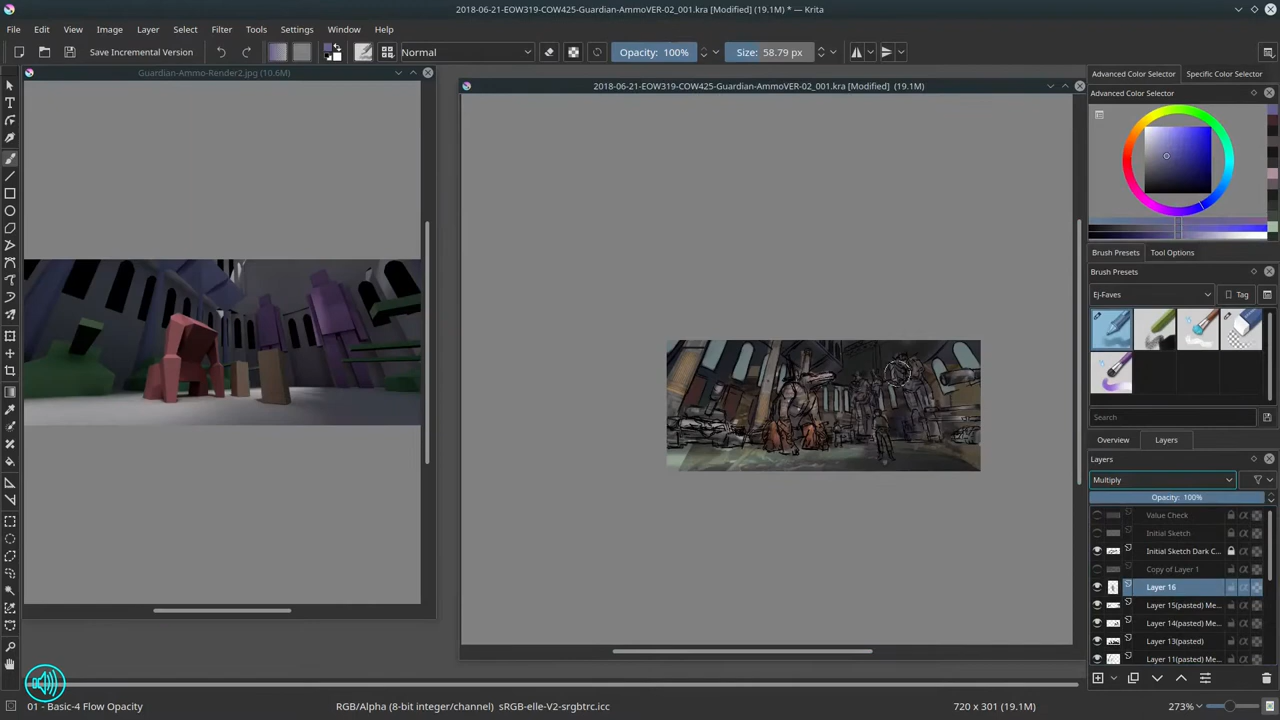 2018-06-21-EOW319-COW425-Guardian-AmmoVER-02_001.kra [Modified] (19.1M) * — Krita
File Edit View Image Layer Select Filter Tools Settings Window Help
Save Incremental Version Normal Opacity: 100% Size: 58.79 px
Guardian-Ammo-Render2.jpg (10.6M)
2018-06-21-EOW319-COW425-Guardian-AmmoVER-02_001.kra [Modified] (19.1M)
Advanced Color Selector Specific Color Selector
Advanced Color Selector
Brush Presets Tool Options
Brush Presets
Ej-Faves Tag
Search
Overview Layers
Layers
Multiply
Opacity: 100%
Value Check
Initial Sketch
Initial Sketch Dark C...
Copy of Layer 1
Layer 16
Layer 15(pasted) Me...
Layer 14(pasted) Me...
Layer 13(pasted)
Layer 11(pasted) Me...
01 - Basic-4 Flow Opacity RGB/Alpha (8-bit integer/channel) sRGB-elle-V2-srgbtrc.icc 720 x 301 (19.1M) 273%